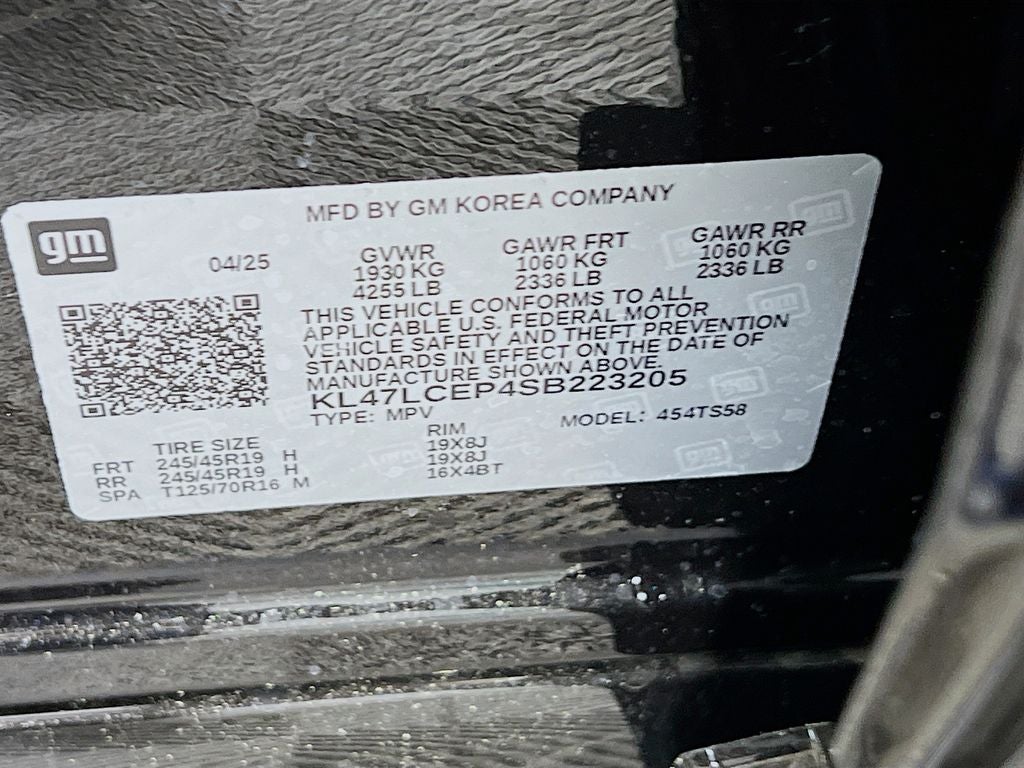 MFD BY GM KOREA COMPANY
gm
04/25
GVWR
1930 KG
4255 LB
GAWR FRT
1060 KG
2336 LB
GAWR RR
1060 KG
2336 LB
THIS VEHICLE CONFORMS TO ALL
APPLICABLE U.S. FEDERAL MOTOR
VEHICLE SAFETY AND THEFT PREVENTION
STANDARDS IN EFFECT ON THE DATE OF
MANUFACTURE SHOWN ABOVE.
KL47LCEP4SB223205
TYPE: MPV
MODEL: 454TS58
TIRE SIZE RIM
FRT 245/45R19 H 19X8J
RR 245/45R19 H 19X8J
SPA T125/70R16 M 16X4BT